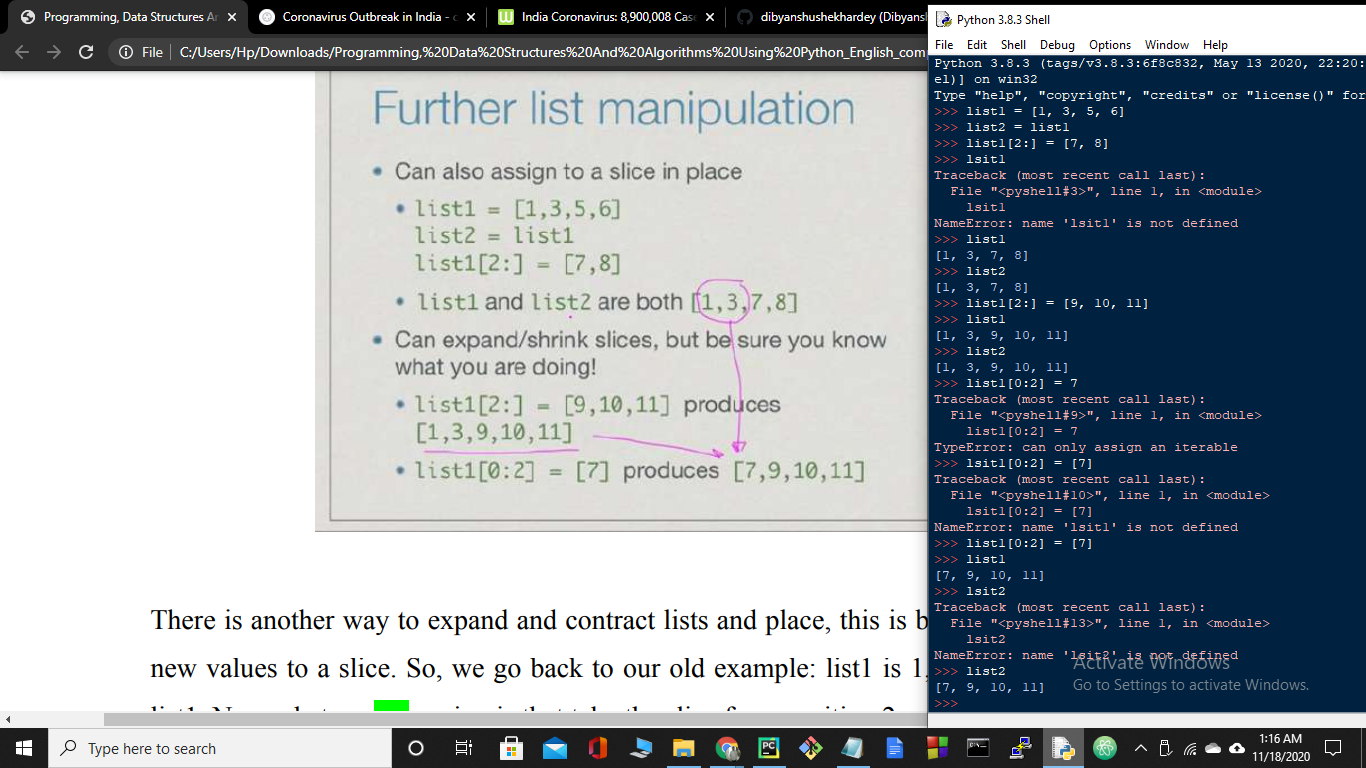 Programming, Data Structures Ar
Coronavirus Outbreak in India - c
India Coronavirus: 8,900,008 Case
dibyanshushekhardey (Dibyansh
File
C:/Users/Hp/Downloads/Programming,%20Data%20Structures%20And%20Algorithms%20Using%20Python_English_com
Further list manipulation
• Can also assign to a slice in place
• list1 = [1,3,5,6]
list2 = list1
list1[2:] = [7,8]
• list1 and list2 are both [1,3,7,8]
• Can expand/shrink slices, but be sure you know
what you are doing!
• list1[2:] = [9,10,11] produces
[1,3,9,10,11]
• list1[0:2] = [7] produces [7,9,10,11]
There is another way to expand and contract lists and place, this is b
new values to a slice. So, we go back to our old example: list1 is 1,
Python 3.8.3 Shell
File Edit Shell Debug Options Window Help
Python 3.8.3 (tags/v3.8.3:6f8c832, May 13 2020, 22:20:
el)] on win32
Type "help", "copyright", "credits" or "license()" for
>>> list1 = [1, 3, 5, 6]
>>> list2 = list1
>>> list1[2:] = [7, 8]
>>> lsit1
Traceback (most recent call last):
File "<pyshell#3>", line 1, in <module>
lsit1
NameError: name 'lsit1' is not defined
>>> list1
[1, 3, 7, 8]
>>> list2
[1, 3, 7, 8]
>>> list1[2:] = [9, 10, 11]
>>> list1
[1, 3, 9, 10, 11]
>>> list2
[1, 3, 9, 10, 11]
>>> list1[0:2] = 7
Traceback (most recent call last):
File "<pyshell#9>", line 1, in <module>
list1[0:2] = 7
TypeError: can only assign an iterable
>>> lsit1[0:2] = [7]
Traceback (most recent call last):
File "<pyshell#10>", line 1, in <module>
lsit1[0:2] = [7]
NameError: name 'lsit1' is not defined
>>> list1[0:2] = [7]
>>> list1
[7, 9, 10, 11]
>>> lsit2
Traceback (most recent call last):
File "<pyshell#13>", line 1, in <module>
lsit2
NameError: name 'lsit2' is not defined
>>> list2
[7, 9, 10, 11]
>>>
Activate Windows
Go to Settings to activate Windows.
Type here to search
1:16 AM
11/18/2020